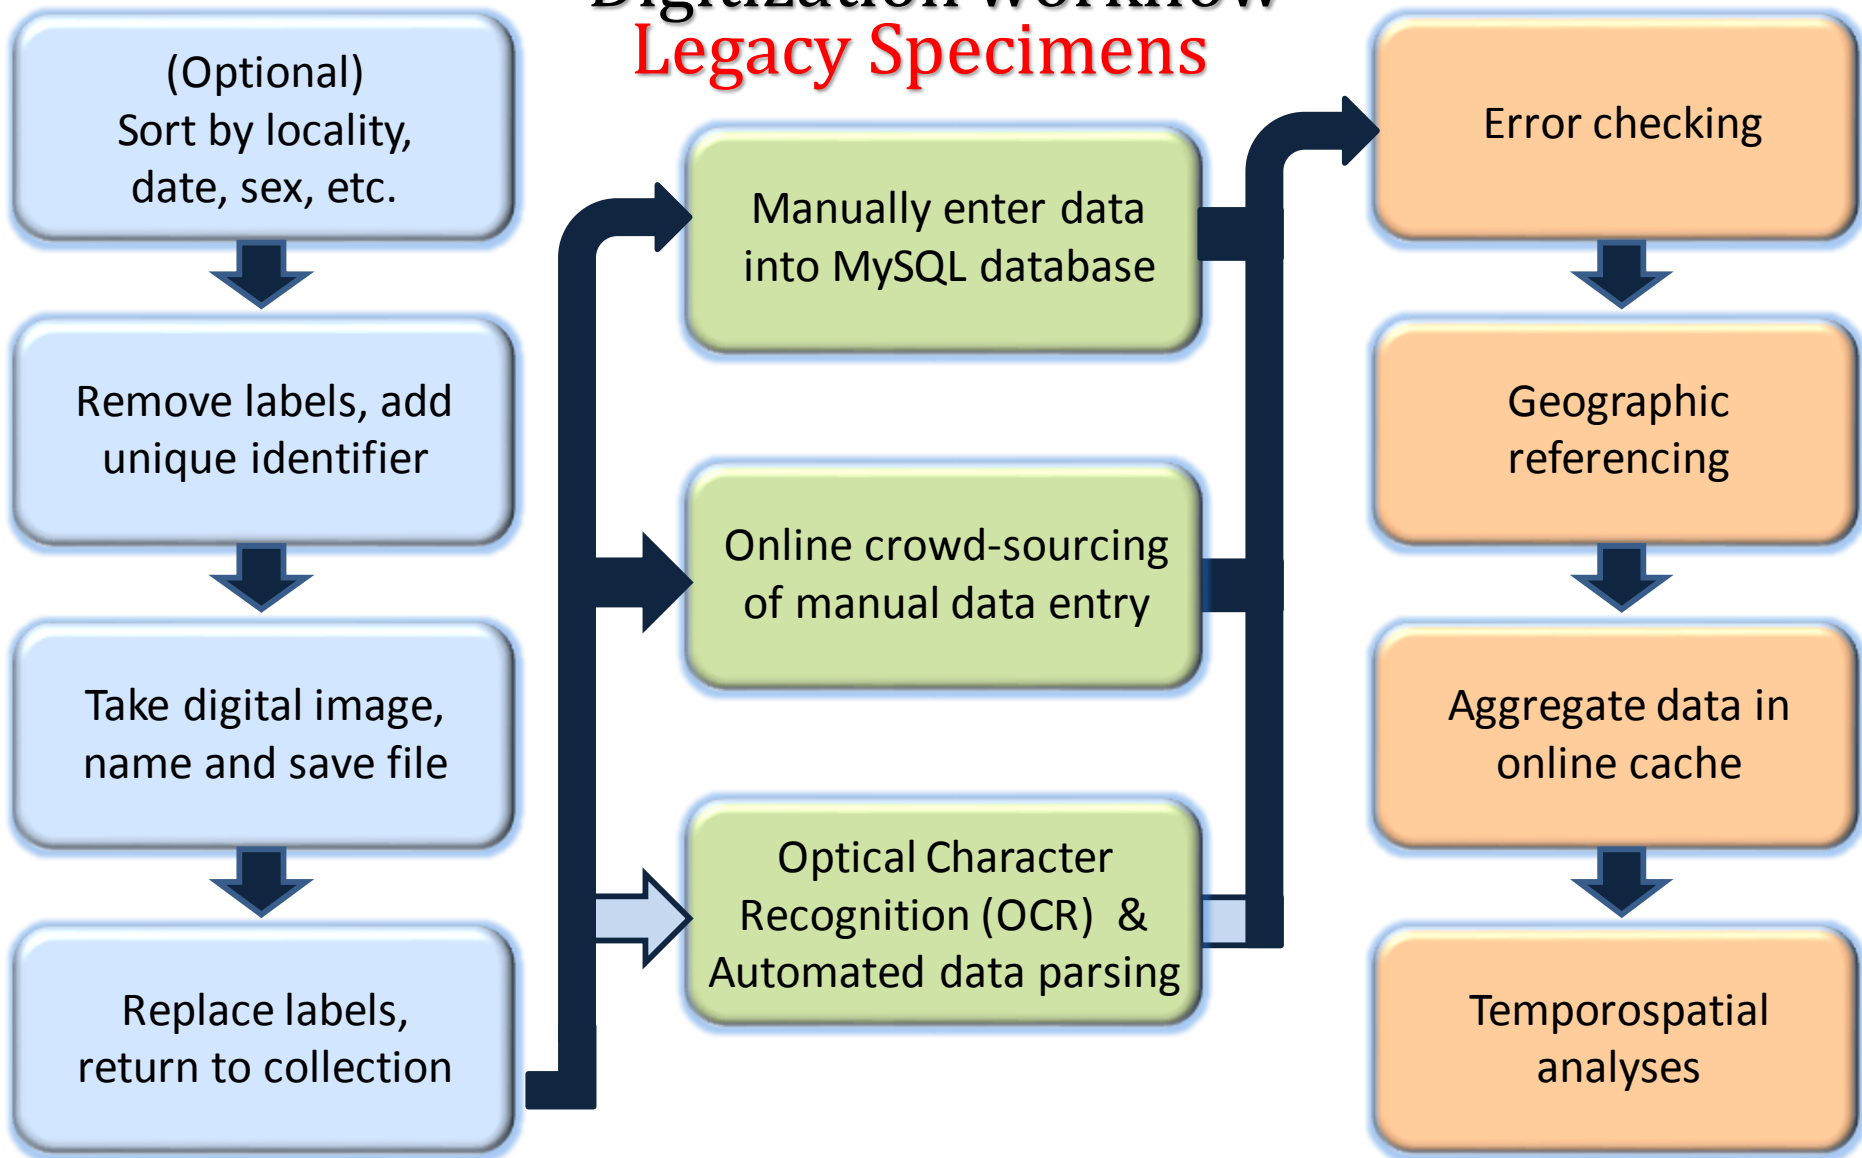 Digitization workflow
Legacy Specimens
(Optional)
Sort by locality,
date, sex, etc.
Remove labels, add
unique identifier
Take digital image,
name and save file
Replace labels,
return to collection
Manually enter data
into MySQL database
Online crowd-sourcing
of manual data entry
Optical Character
Recognition (OCR) &
Automated data parsing
Error checking
Geographic
referencing
Aggregate data in
online cache
Temporospatial
analyses